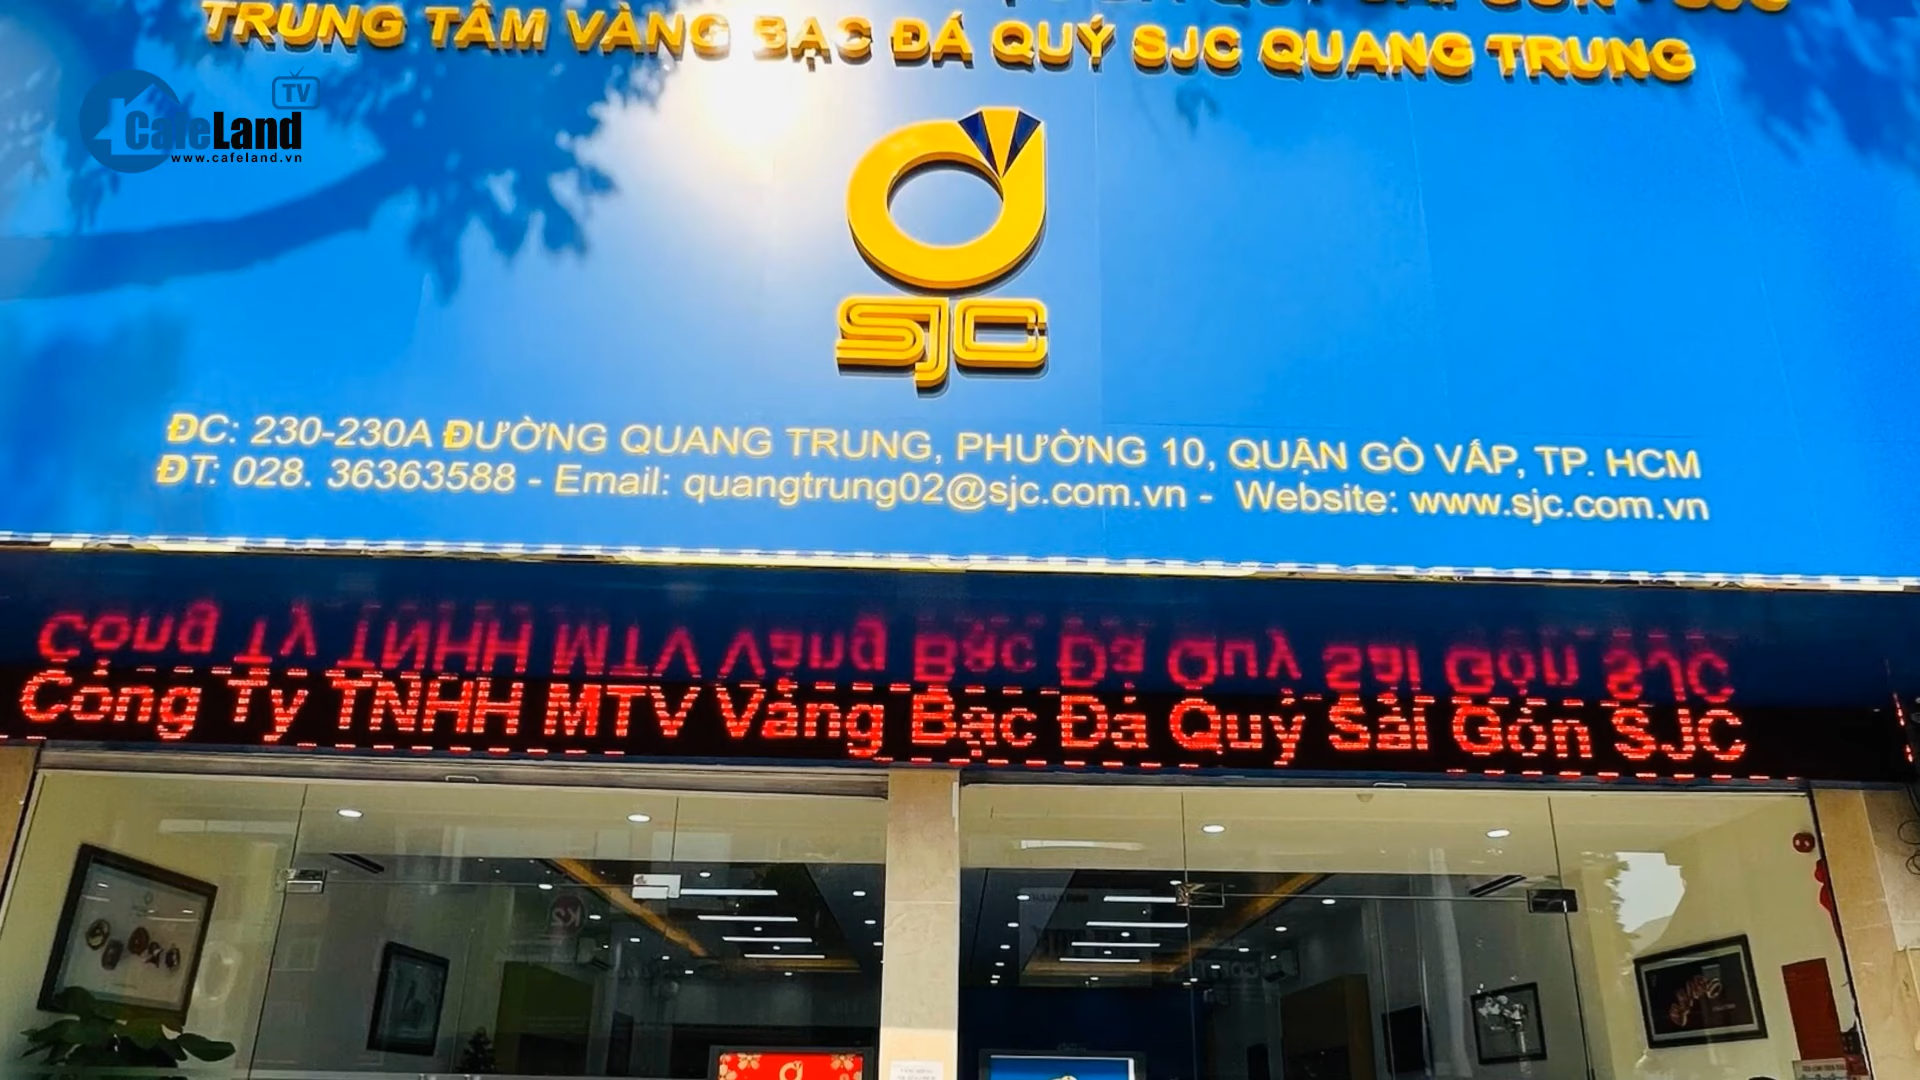 TRUNG TÂM VÀNG BẠC ĐÁ QUÝ SJC QUANG TRUNG
TV
CafeLand
www.cafeland.vn
SJC
ĐC: 230-230A ĐƯỜNG QUANG TRUNG, PHƯỜNG 10, QUẬN GÒ VẤP, TP. HCM
ĐT: 028. 36363588 - Email: quangtrung02@sjc.com.vn - Website: www.sjc.com.vn
Công Ty TNHH MTV Vàng Bạc Đá Quý Sài Gòn SJC
K2